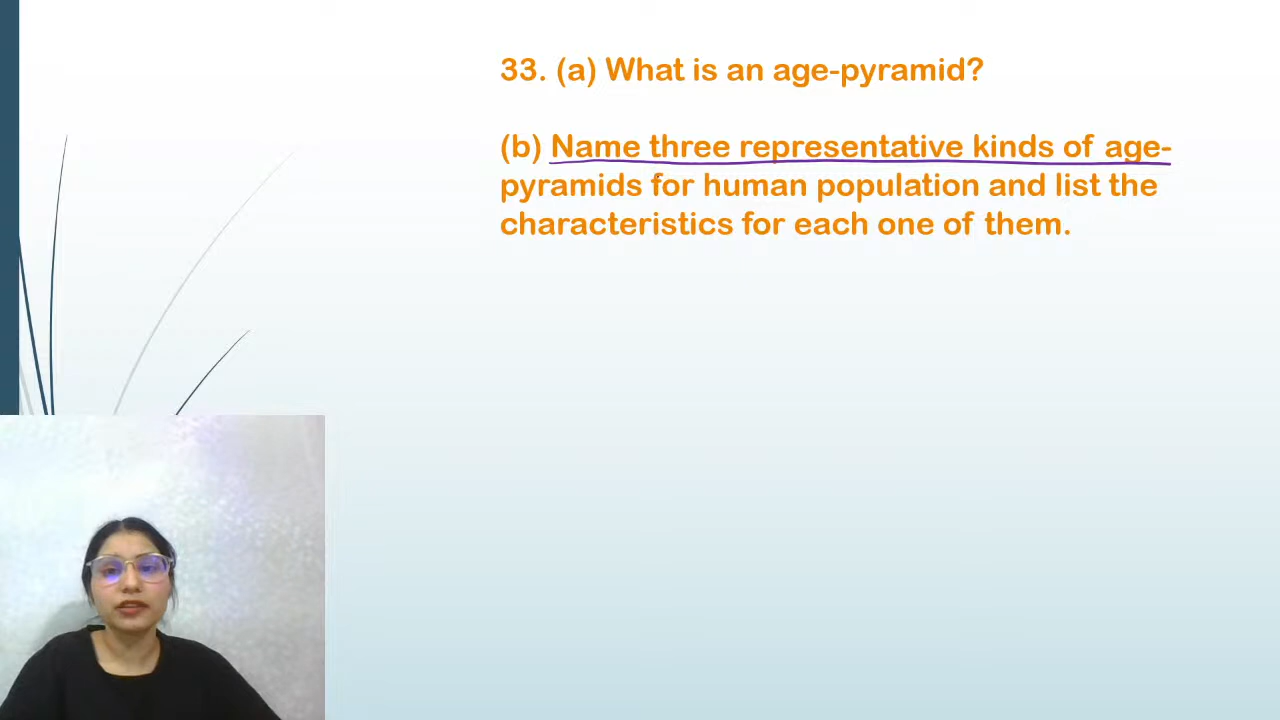 33. (a) What is an age-pyramid?
(b) Name three representative kinds of age-
pyramids for human population and list the
characteristics for each one of them.